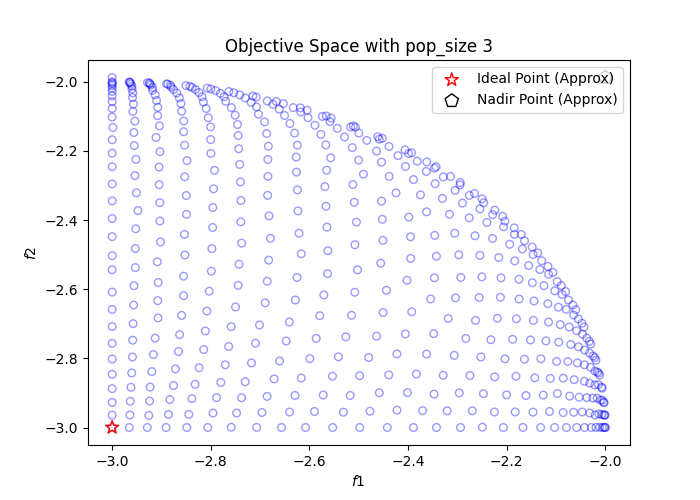 Objective Space with pop_size 3
Ideal Point (Approx)
Nadir Point (Approx)
f2
−2.0
−2.2
−2.4
−2.6
−2.8
−3.0
−3.0 −2.8 −2.6 −2.4 −2.2 −2.0
f1